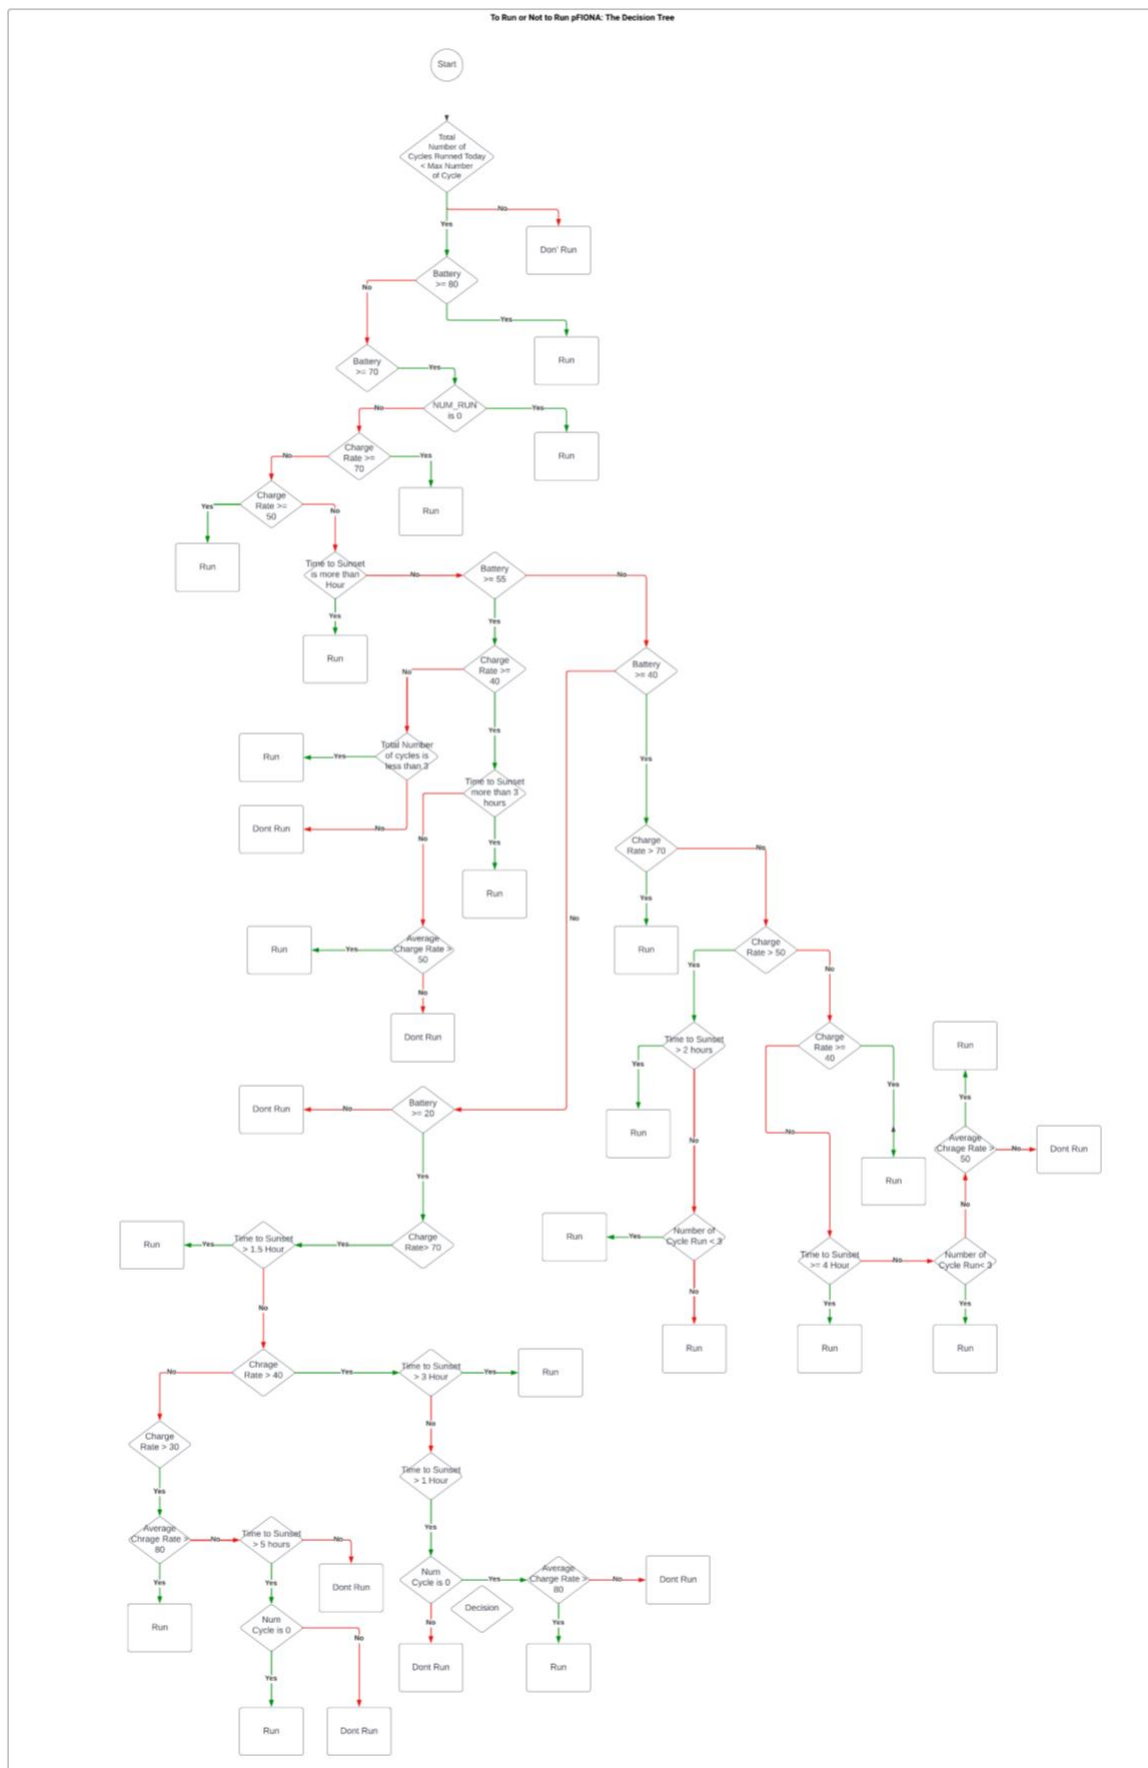 To Run or Not to Run pFIONA: The Decision Tree
Start
Total
Number of
Cycles Runned Today
< Max Number
of Cycle
No
Yes
Don' Run
Battery
>= 80
No
Yes
Run
Battery
>= 70
Yes
NUM_RUN
is 0
No
Yes
Run
Charge
Rate >=
70
No
Yes
Run
Charge
Rate >=
50
Yes
No
Run
Time to Sunset
is more than
Hour
No
Yes
Run
Battery
>= 55
No
Yes
Charge
Rate >=
40
No
Yes
Battery
>= 40
No
Yes
Total Number
of cycles is
less than 3
Yes
Run
No
Dont Run
Time to Sunset
more than 3
hours
No
Yes
Run
Charge
Rate > 70
No
Yes
Run
Average
Charge Rate >
50
Yes
Run
No
Dont Run
Charge
Rate > 50
Yes
No
Time to Sunset
> 2 hours
Yes
Run
No
Charge
Rate >=
40
Yes
Run
No
Run
Yes
Average
Chrage Rate >
50
No
Dont Run
No
Battery
>= 20
No
Dont Run
Yes
Charge
Rate> 70
Yes
Time to Sunset
> 1.5 Hour
Yes
Run
No
Number of
Cycle Run < 3
Yes
Run
No
Run
Time to Sunset
>= 4 Hour
No
Yes
Run
Number of
Cycle Run< 3
Yes
Run
Chrage
Rate > 40
No
Yes
Time to Sunset
> 3 Hour
Yes
Run
No
Charge
Rate > 30
Yes
Time to Sunset
> 1 Hour
Yes
Average
Chrage Rate >
80
No
Yes
Run
Time to Sunset
> 5 hours
No
Dont Run
Yes
Num
Cycle is 0
Yes
Run
No
Dont Run
Num
Cycle is 0
Yes
No
Dont Run
Decision
Average
Charge Rate >
80
No
Dont Run
Yes
Run